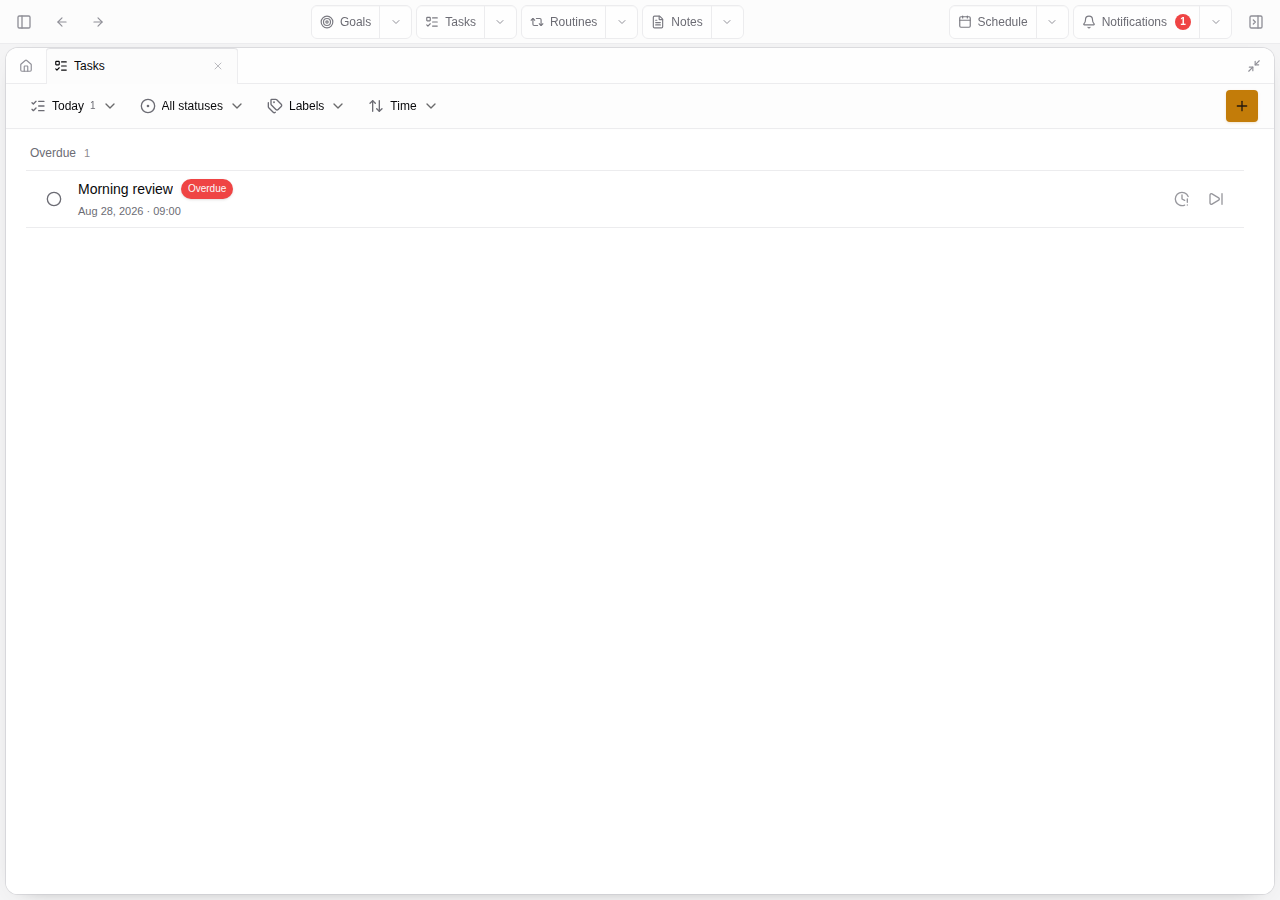 Goals Tasks Routines Notes Schedule Notifications 1
Tasks
Today 1 All statuses Labels Time
Overdue 1
Morning review Overdue
Aug 28, 2026 · 09:00